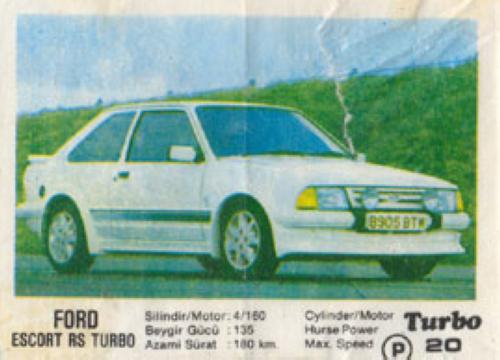 B905 BTW
FORD
ESCORT RS TURBO
Silindir/Motor : 4/160
Beygir Gücü : 135
Azami Sürat : 180 km.
Cylinder/Motor
Hurse Power
Max. Speed
Turbo
P 20